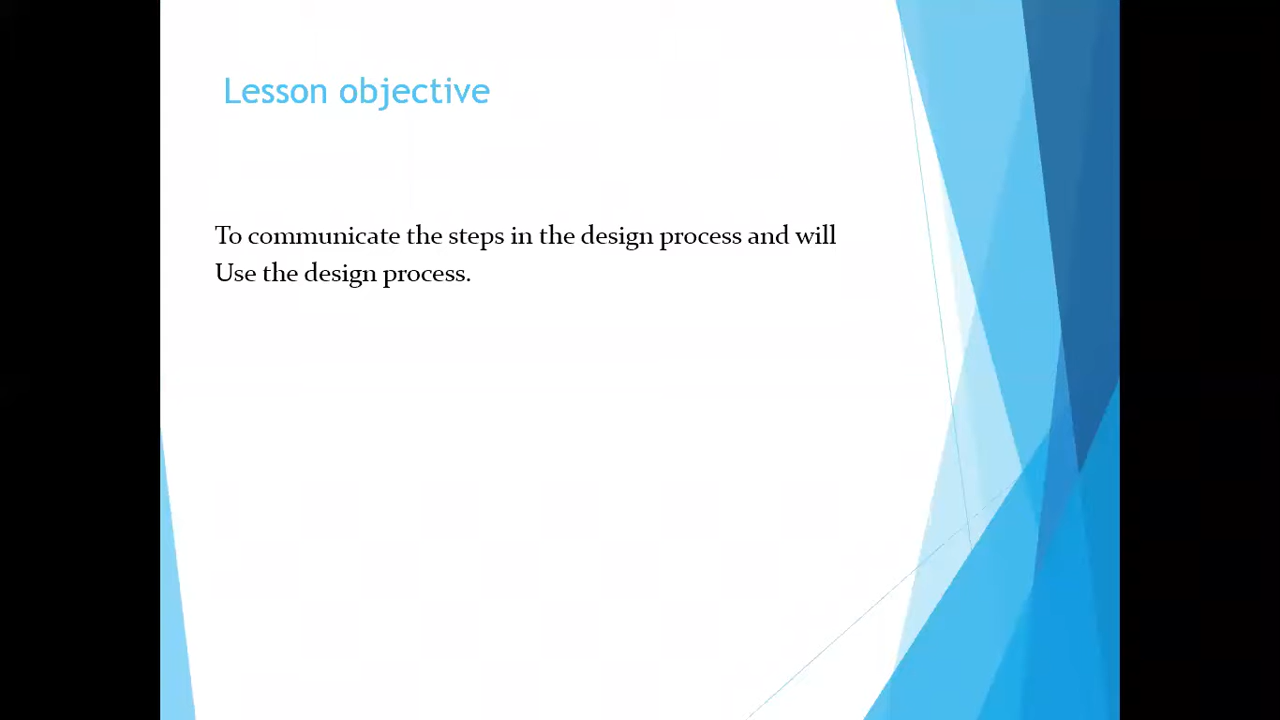 Lesson objective
To communicate the steps in the design process and will
Use the design process.